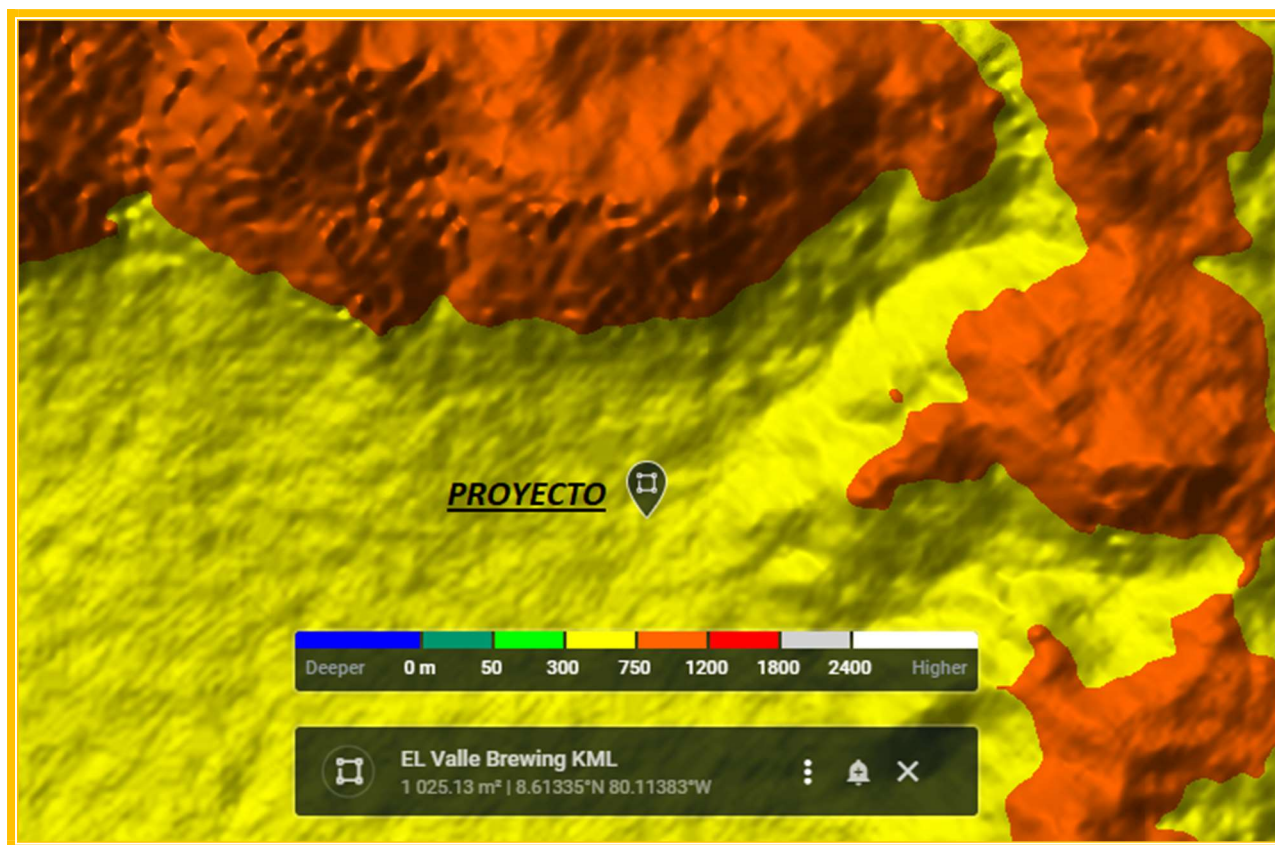 PROYECTO
Deeper 0 m 50 300 750 1200 1800 2400 Higher
EL Valle Brewing KML
1 025.13 m² | 8.61335°N 80.11383°W